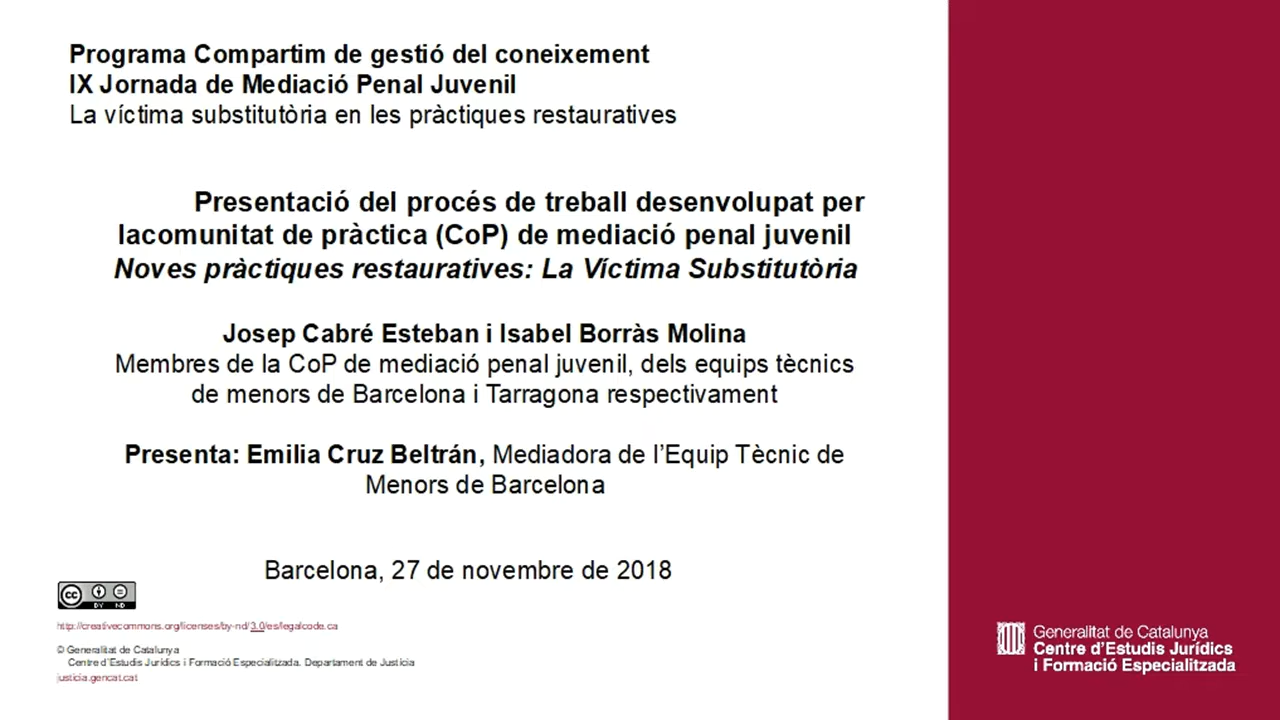 Programa Compartim de gestió del coneixement
IX Jornada de Mediació Penal Juvenil
La víctima substitutòria en les pràctiques restauratives
Presentació del procés de treball desenvolupat per
lacomunitat de pràctica (CoP) de mediació penal juvenil
Noves pràctiques restauratives: La Víctima Substitutòria
Josep Cabré Esteban i Isabel Borràs Molina
Membres de la CoP de mediació penal juvenil, dels equips tècnics
de menors de Barcelona i Tarragona respectivament
Presenta: Emilia Cruz Beltrán, Mediadora de l’Equip Tècnic de
Menors de Barcelona
Barcelona, 27 de novembre de 2018
cc
BY ND
http://creativecommons.org/licenses/by-nd/3.0/es/legalcode.ca
© Generalitat de Catalunya
Centre d’Estudis Jurídics i Formació Especialitzada. Departament de Justícia
justicia.gencat.cat
Generalitat de Catalunya
Centre d’Estudis Jurídics
i Formació Especialitzada